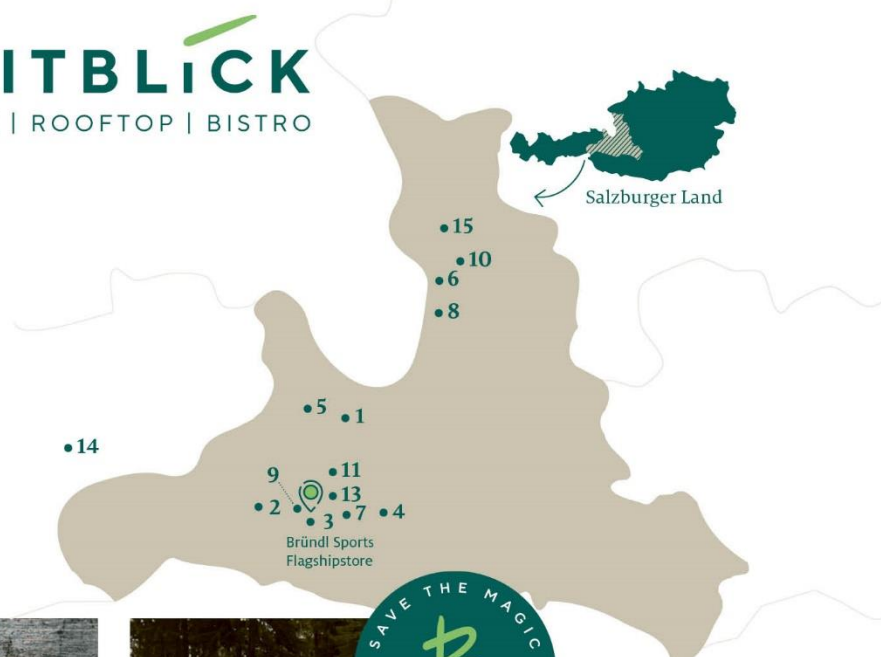 ITBLiCK
| ROOFTOP | BISTRO
Salzburger Land
15
10
6
8
5
1
14
11
9
13
2
7
4
3
Bründl Sports
Flagshipstore
SAVE THE MAGIC